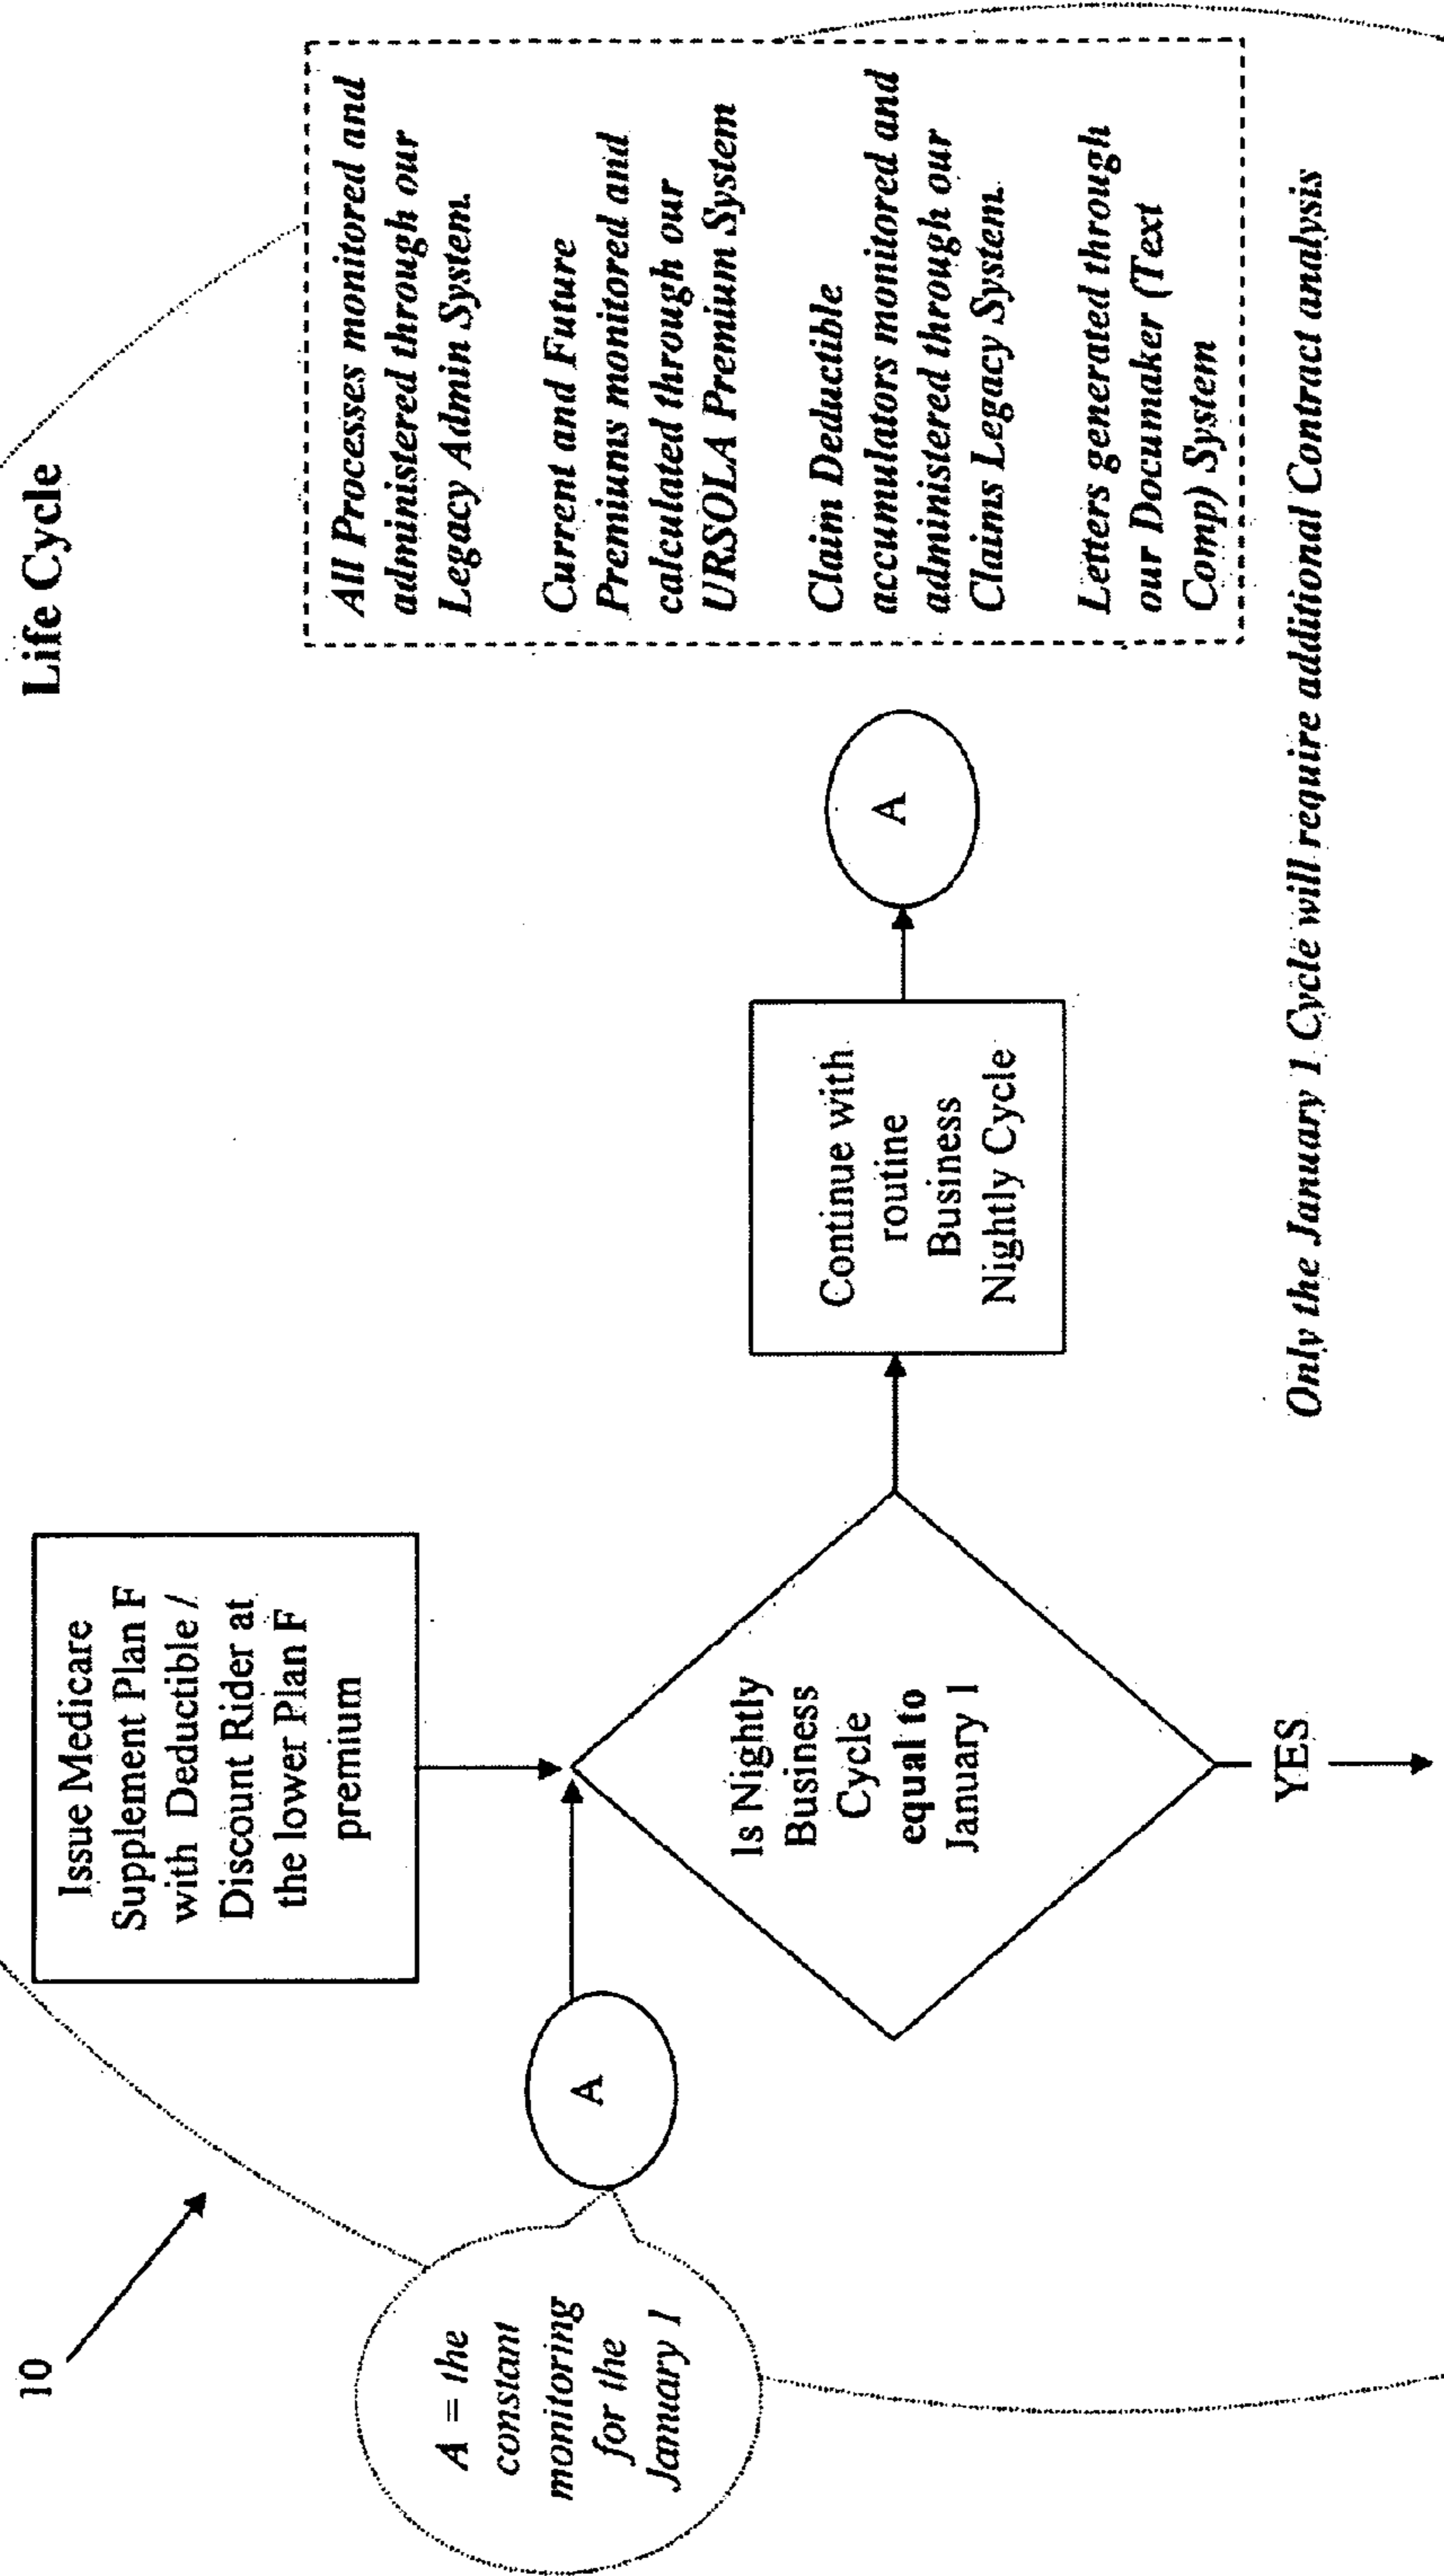 Life Cycle
10
Issue Medicare
Supplement Plan F
with Deductible /
Discount Rider at
the lower Plan F
premium
A = the
constant
monitoring
for the
January 1
A
Is Nightly
Business
Cycle
equal to
January 1
Continue with
routine
Business
Nightly Cycle
A
All Processes monitored and
administered through our
Legacy Admin System.
Current and Future
Premiums monitored and
calculated through our
URSOLA Premium System
Claim Deductible
accumulators monitored and
administered through our
Claims Legacy System.
Letters generated through
our Documaker (Text
Comp) System
YES
Only the January 1 Cycle will require additional Contract analysis